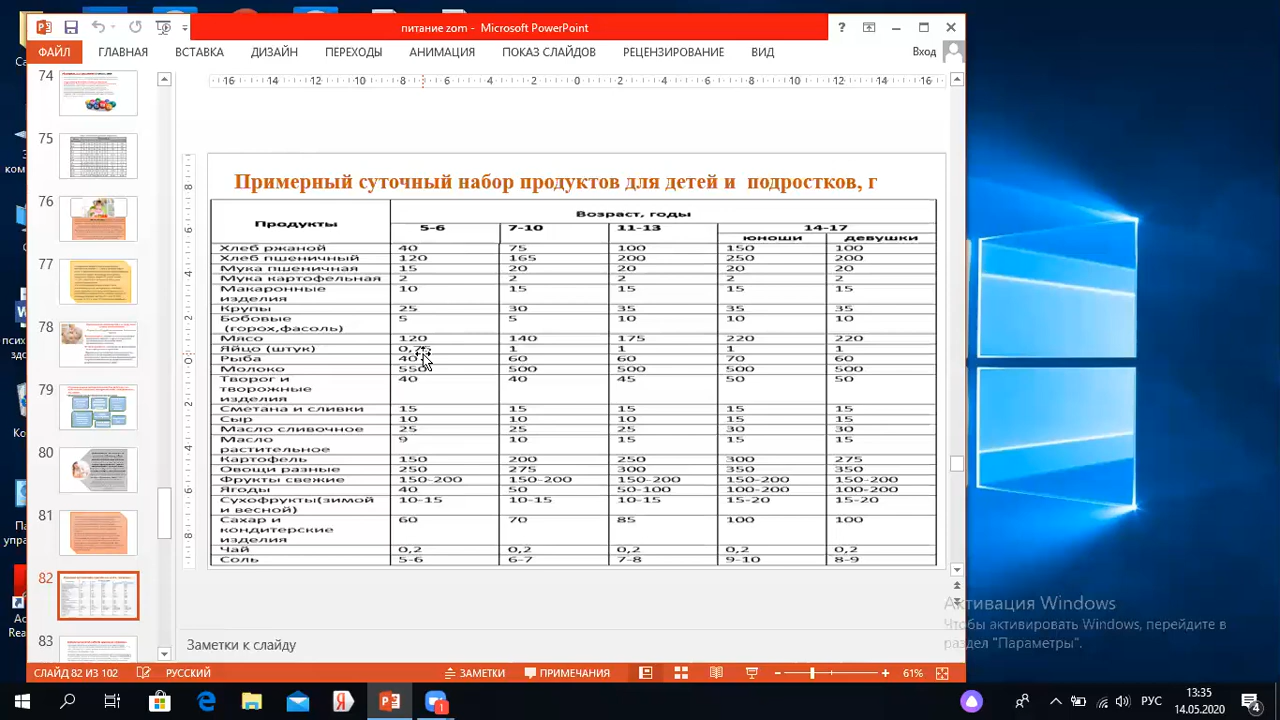 питание zom - Microsoft PowerPoint
ФАЙЛ ГЛАВНАЯ ВСТАВКА ДИЗАЙН ПЕРЕХОДЫ АНИМАЦИЯ ПОКАЗ СЛАЙДОВ РЕЦЕНЗИРОВАНИЕ ВИД Вход
Примерный суточный набор продуктов для детей и подростков, г
Продукты Возраст, годы
5-6 7-10 11-13 14-17
юноши девушки
Хлеб ржаной 40 75 100 150 100
Хлеб пшеничный 120 165 200 250 200
Мука пшеничная 15 20 20 20 20
Мука картофельная 2 2 2 2 2
Макаронные 10 15 15 15 15
изделия
Крупы 25 30 35 35 35
Бобовые 5 5 10 10 10
(горох,фасоль)
Мясо 120 140 175 220 220
Яйцо (штук) 1 1 1 1
Рыба 40 60 60 70 60
Молоко 550 500 500 500 500
Творог и 40 40 45 50 50
творожные
изделия
Сметана и сливки 15 15 15 15 15
Сыр 10 10 10 15 15
Масло сливочное 25 25 25 30 30
Масло 9 10 15 15 15
растительное
Картофель 150 200 250 300 275
Овощи разные 250 275 300 350 350
Фрукты свежие 150-200 150-200 150-200 150-200 150-200
Ягоды 40 50 50-100 100-200 100-200
Сухофрукты(зимой 10-15 10-15 10-15 15-20 15-20
и весной)
Сахар и 60 70 85 100 100
кондитерские
изделия
Чай 0,2 0,2 0,2 0,2 0,2
Соль 5-6 6-7 7-8 9-10 8-9
74
75
76
77
78
79
80
81
82
83
Заметки к слайду
Активация Windows
Чтобы активировать Windows, перейдите в
раздел "Параметры".
СЛАЙД 82 ИЗ 102 РУССКИЙ ЗАМЕТКИ ПРИМЕЧАНИЯ 61%
РУС
13:35
14.05.2020